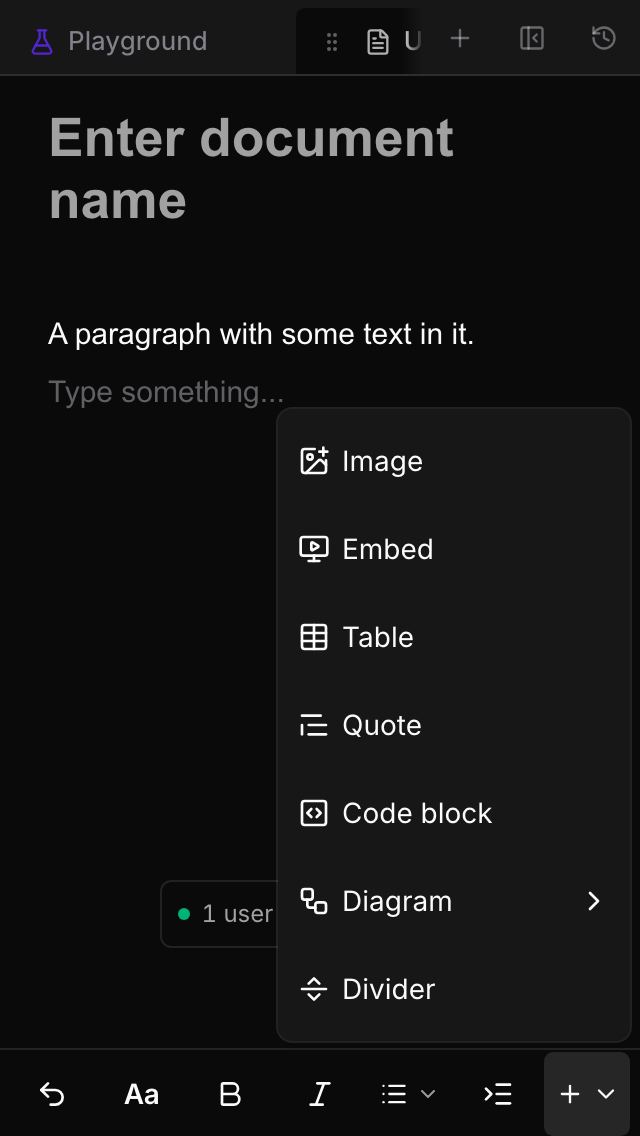 Playground
U
Enter document
name
A paragraph with some text in it.
Type something...
Image
Embed
Table
Quote
Code block
Diagram
Divider
1 user
Aa
B
I